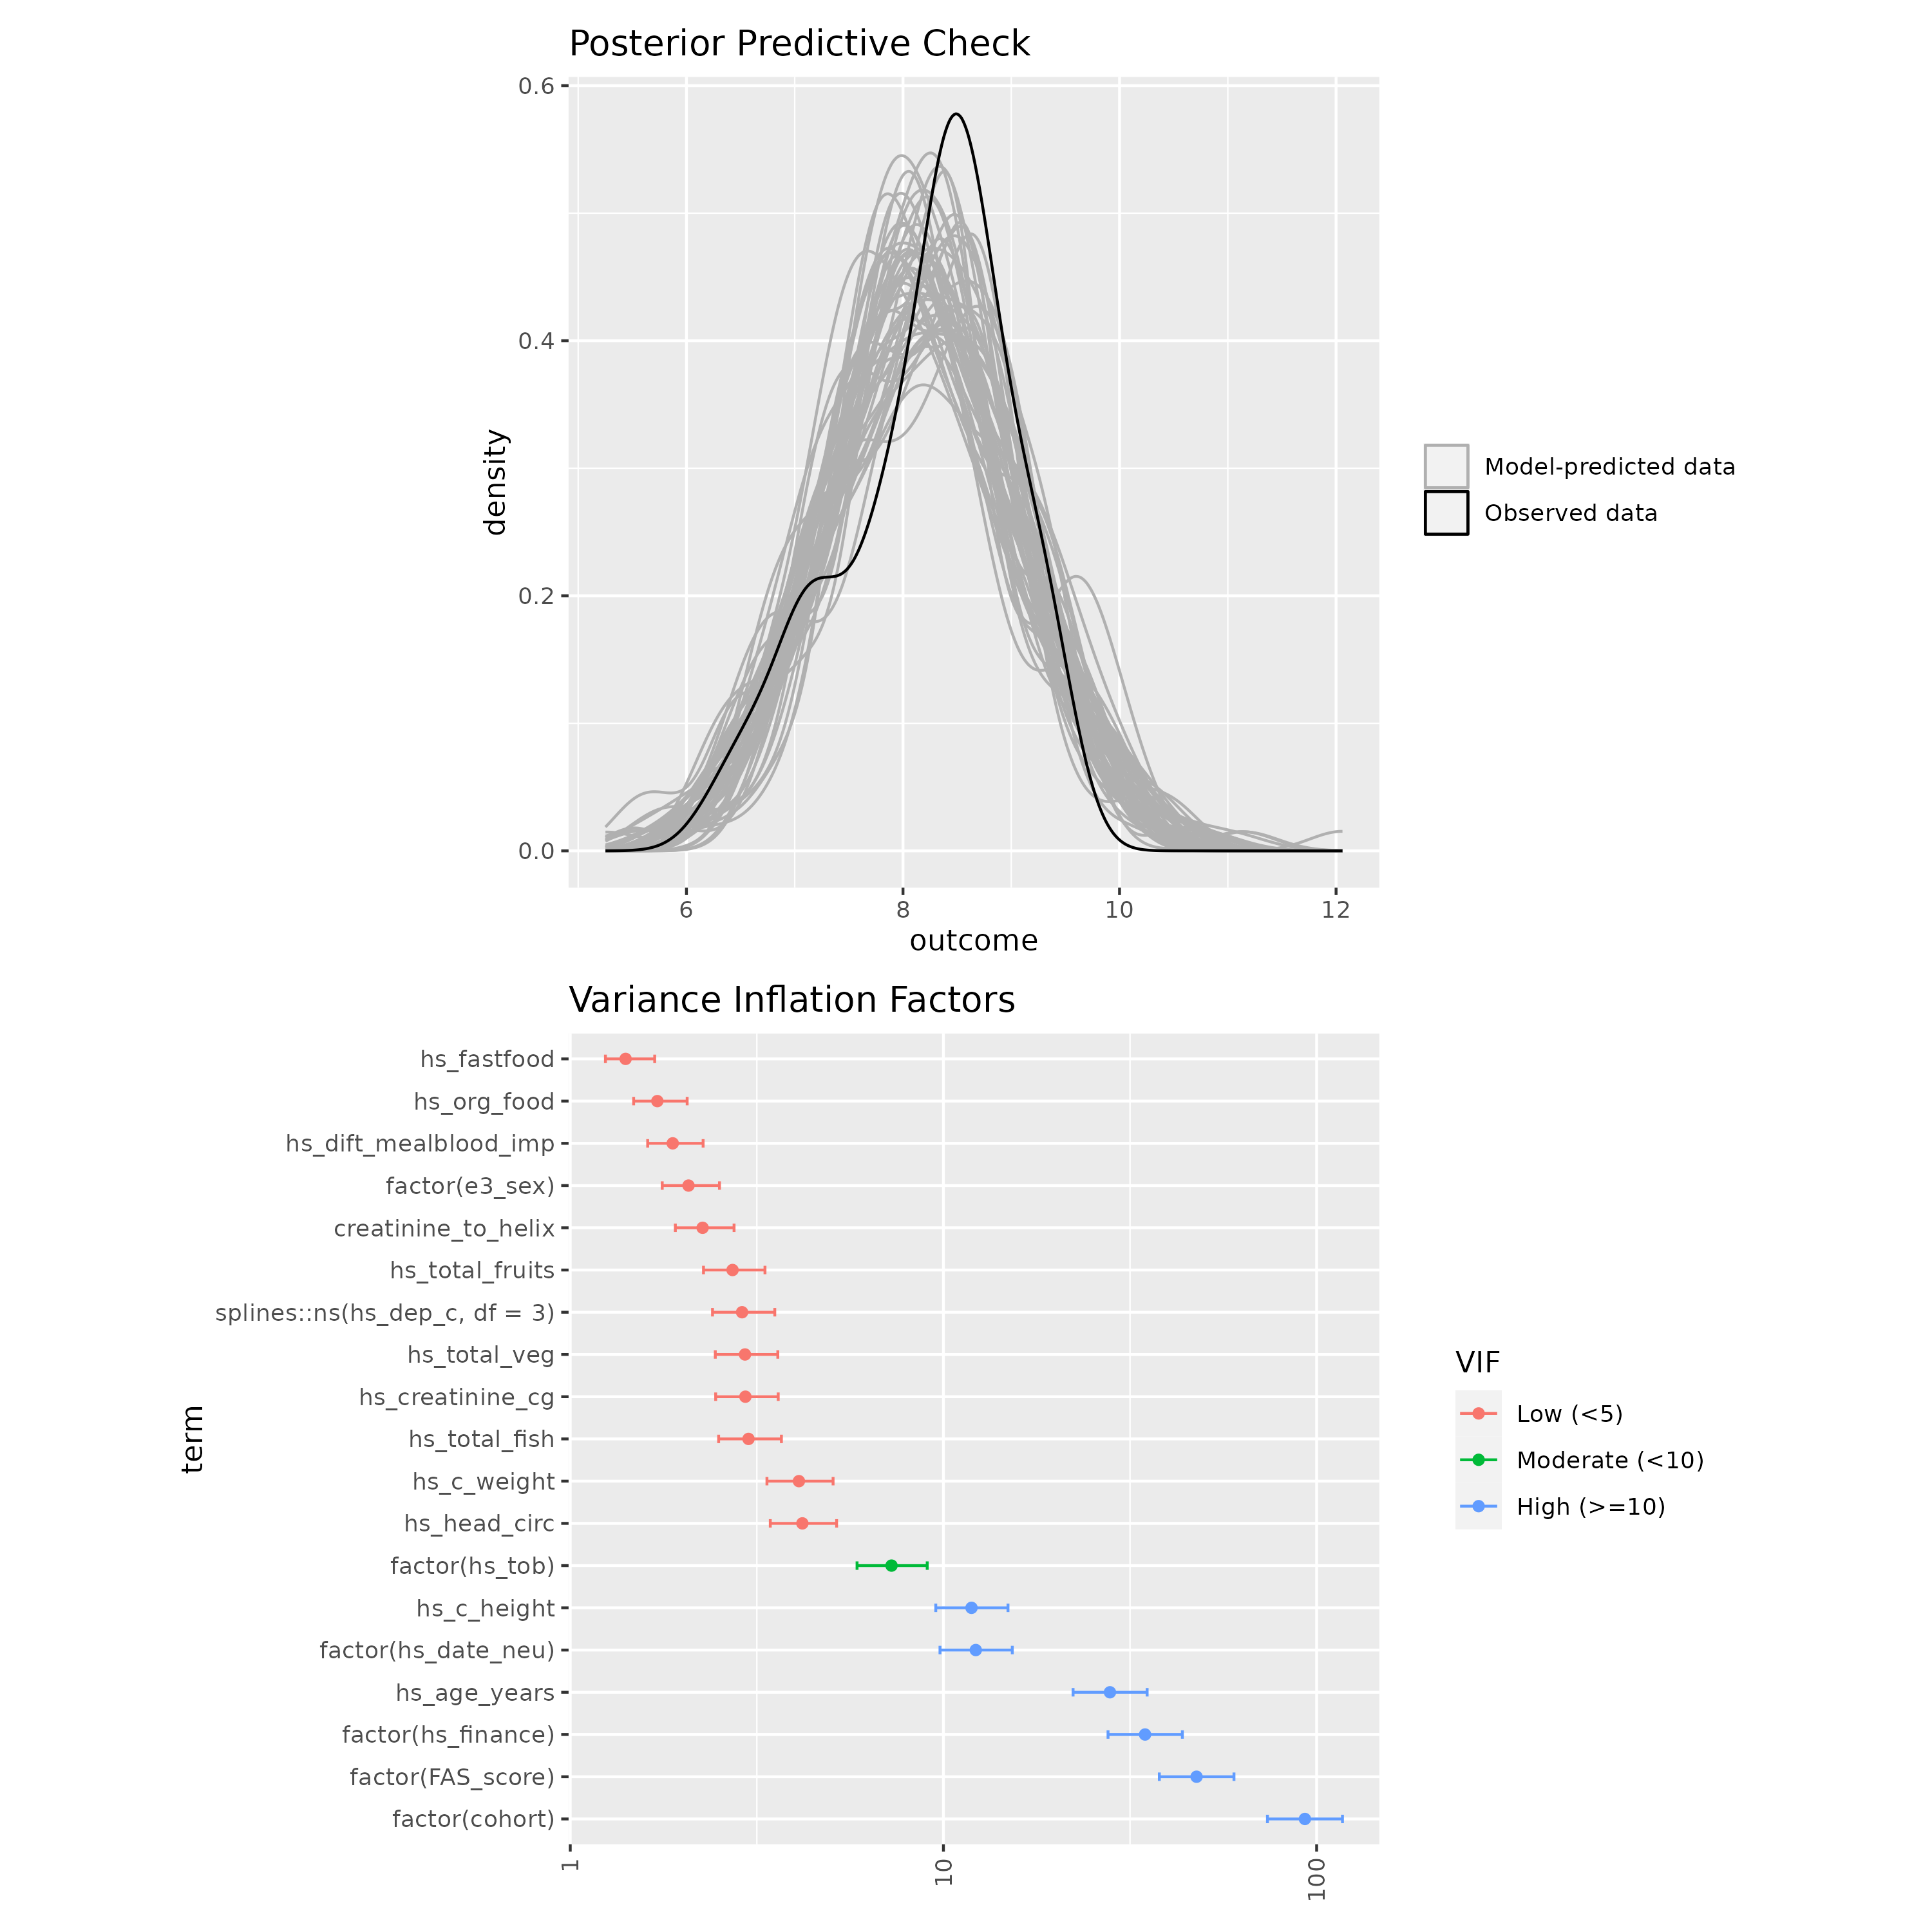 Posterior Predictive Check
0.6
0.4
0.2
0.0
density
6
8
10
12
outcome
Model-predicted data
Observed data
Variance Inflation Factors
hs_fastfood
hs_org_food
hs_dift_mealblood_imp
factor(e3_sex)
creatinine_to_helix
hs_total_fruits
splines::ns(hs_dep_c, df = 3)
hs_total_veg
hs_creatinine_cg
hs_total_fish
hs_c_weight
hs_head_circ
factor(hs_tob)
hs_c_height
factor(hs_date_neu)
hs_age_years
factor(hs_finance)
factor(FAS_score)
factor(cohort)
term
1
10
100
VIF
Low (<5)
Moderate (<10)
High (>=10)